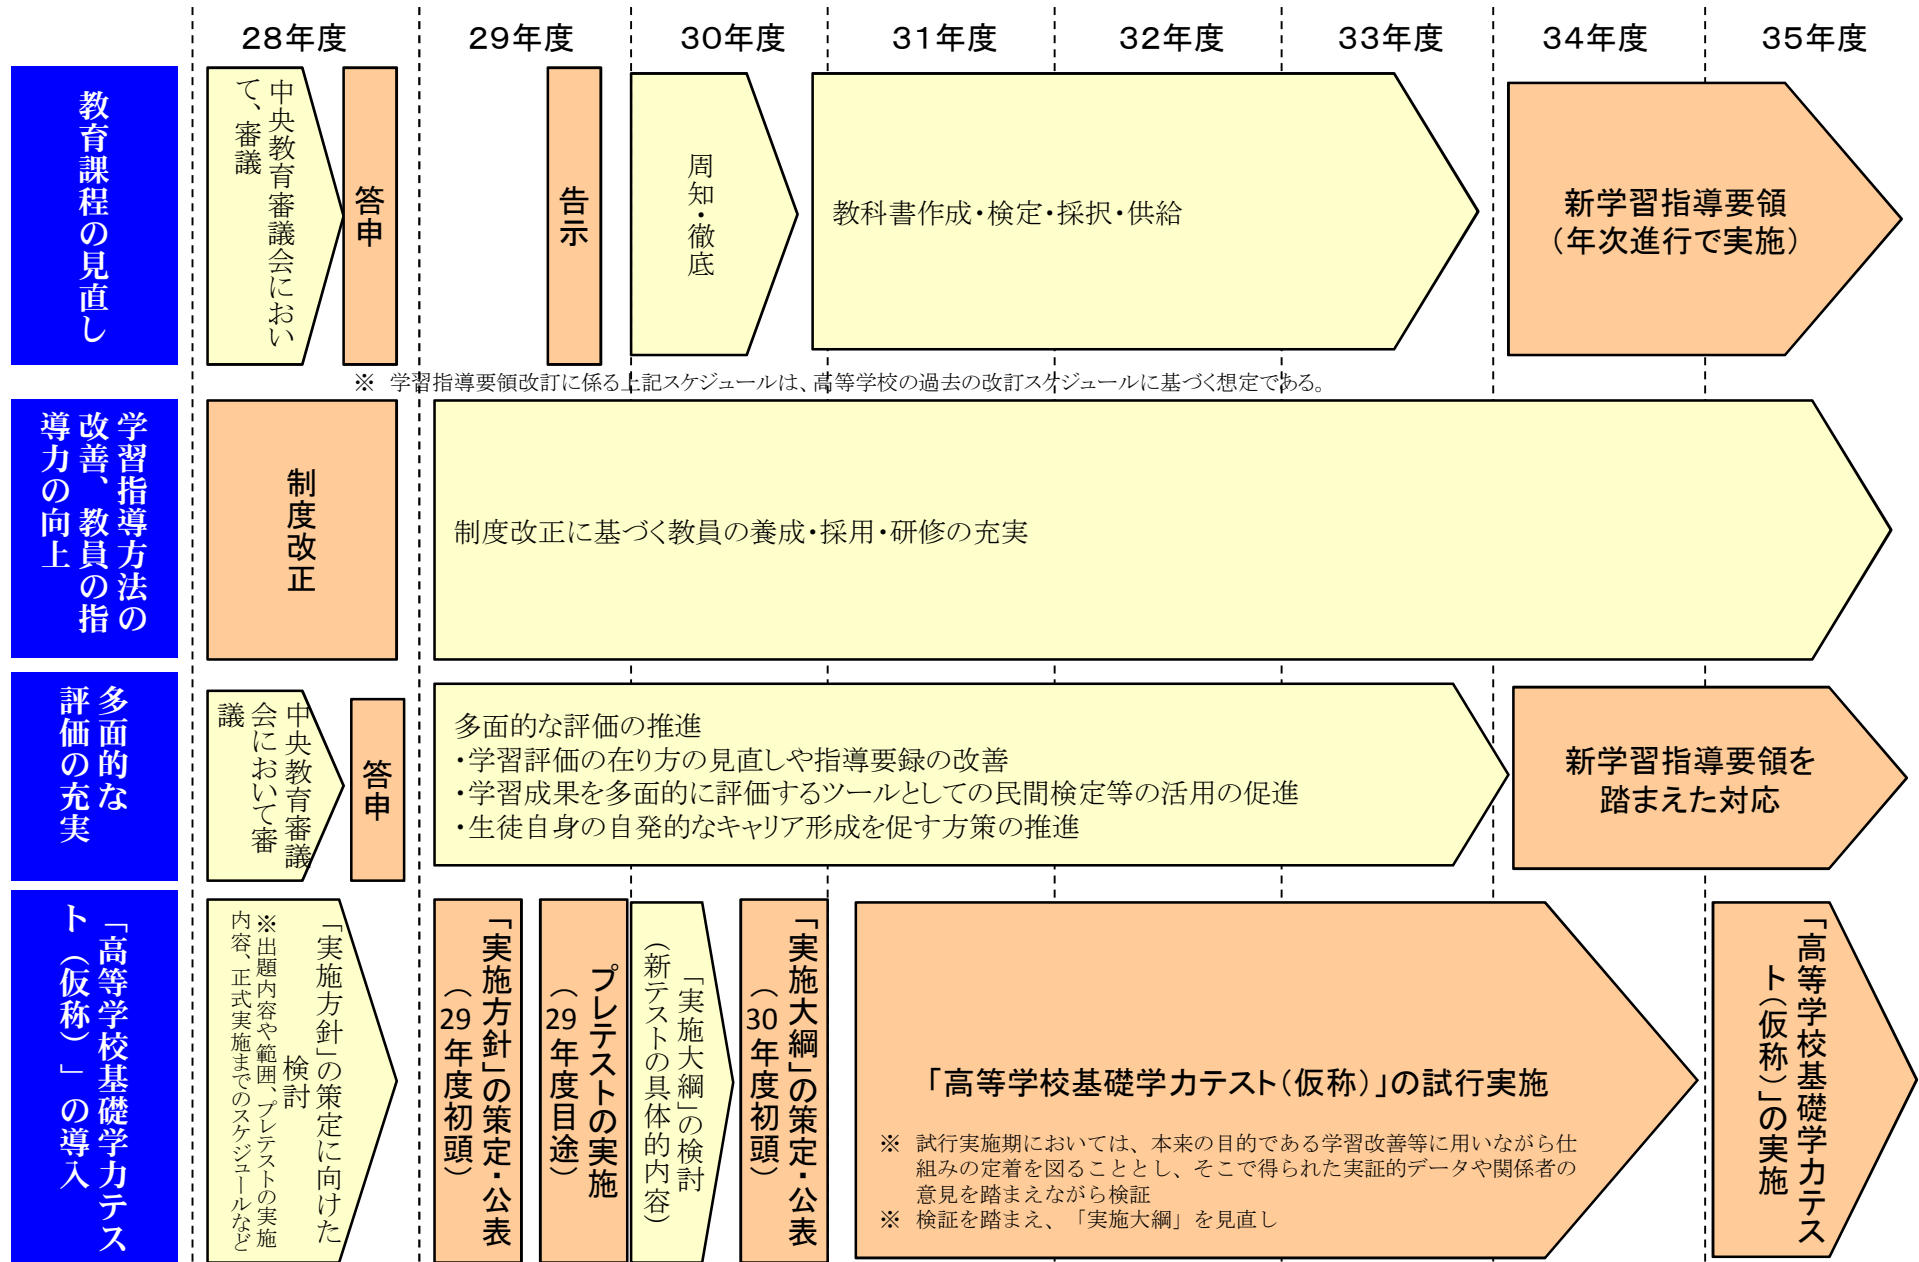 28年度
29年度
30年度
31年度
32年度
33年度
34年度
35年度
教育課程の見直し
中央教育審議会におい
て、審議
答申
告示
周知・徹底
教科書作成・検定・採択・供給
新学習指導要領
（年次進行で実施）
※ 学習指導要領改訂に係る上記スケジュールは、高等学校の過去の改訂スケジュールに基づく想定である。
学習指導方法の
改善、教員の指
導力の向上
制度改正
制度改正に基づく教員の養成・採用・研修の充実
多面的な
評価の充実
中央教育審議
会において審
議
答申
多面的な評価の推進
・学習評価の在り方の見直しや指導要録の改善
・学習成果を多面的に評価するツールとしての民間検定等の活用の促進
・生徒自身の自発的なキャリア形成を促す方策の推進
新学習指導要領を
踏まえた対応
「高等学校基礎学力テス
ト（仮称）」の導入
「実施方針」の策定に向けた
検討
※出題内容や範囲、プレテストの実施
内容、正式実施までのスケジュールなど
「実施方針」の策定・公表
（29年度初頭）
プレテストの実施
（29年度目途）
「実施大綱」の検討
（新テストの具体的内容）
「実施大綱」の策定・公表
（30年度初頭）
「高等学校基礎学力テスト（仮称）」の試行実施
※ 試行実施期においては、本来の目的である学習改善等に用いながら仕
組みの定着を図ることとし、そこで得られた実証的データや関係者の
意見を踏まえながら検証
※ 検証を踏まえ、「実施大綱」を見直し
「高等学校基礎学力テス
ト（仮称）」の実施